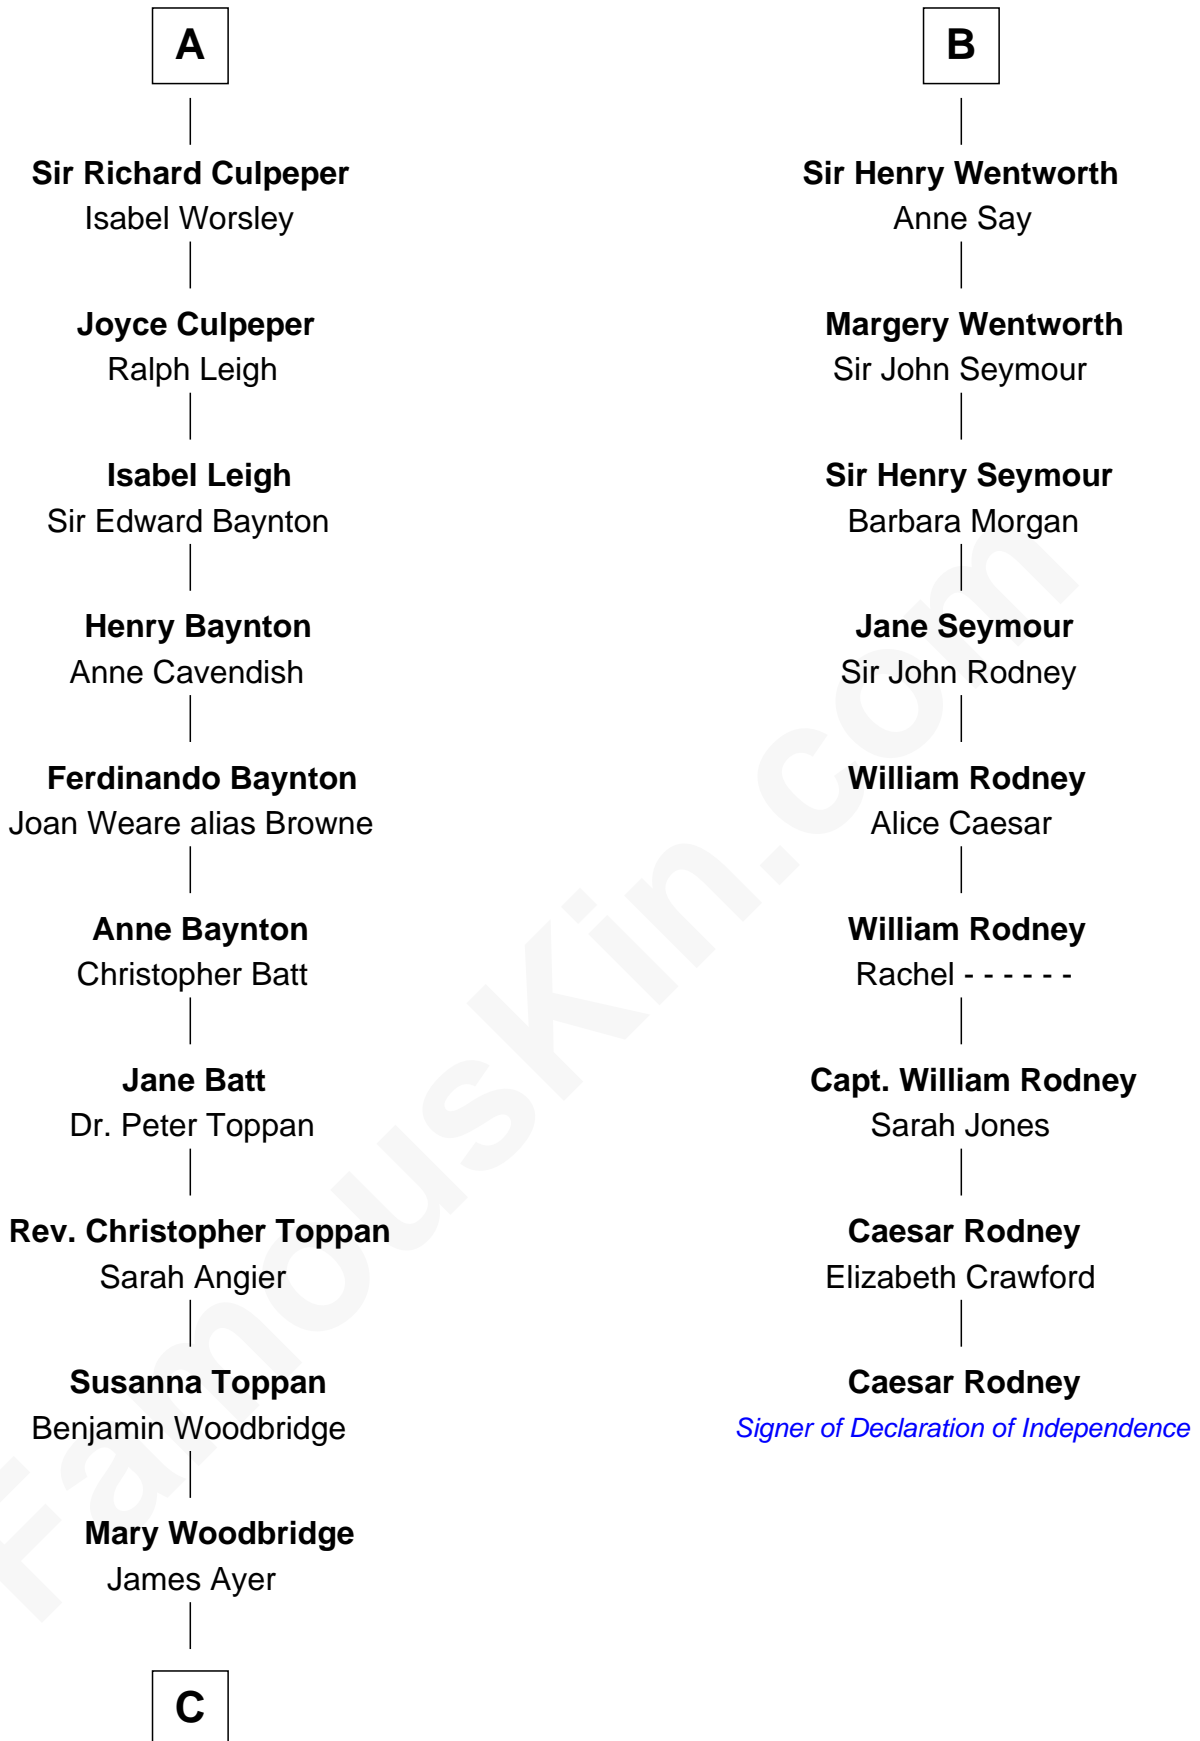 A
Sir Richard Culpeper
Isabel Worsley
Joyce Culpeper
Ralph Leigh
Isabel Leigh
Sir Edward Baynton
Henry Baynton
Anne Cavendish
Ferdinando Baynton
Joan Weare alias Browne
Anne Baynton
Christopher Batt
Jane Batt
Dr. Peter Toppan
Rev. Christopher Toppan
Sarah Angier
Susanna Toppan
Benjamin Woodbridge
Mary Woodbridge
James Ayer
C
B
Sir Henry Wentworth
Anne Say
Margery Wentworth
Sir John Seymour
Sir Henry Seymour
Barbara Morgan
Jane Seymour
Sir John Rodney
William Rodney
Alice Caesar
William Rodney
Rachel - - - - - -
Capt. William Rodney
Sarah Jones
Caesar Rodney
Elizabeth Crawford
Caesar Rodney
Signer of Declaration of Independence
FamousKin.com